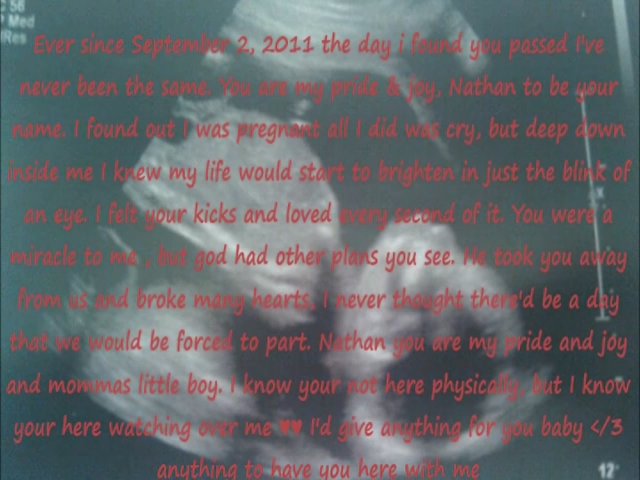 C5 6
P Med
Res
Ever since September 2, 2011 the day i found you passed I've
never been the same. You are my pride & joy, Nathan to be your
name. I found out I was pregnant all I did was cry, but deep down
inside me I knew my life would start to brighten in just the blink of
an eye. I felt your kicks and loved every second of it. You were a
miracle to me , but god had other plans you see. He took you away
from us and broke many hearts. I never thought there'd be a day
that we would be forced to part. Nathan you are my pride and joy
and mommas little boy. I know your not here physically, but I know
your here watching over me ♥♥ I'd give anything for you baby </3
anything to have you here with me
12